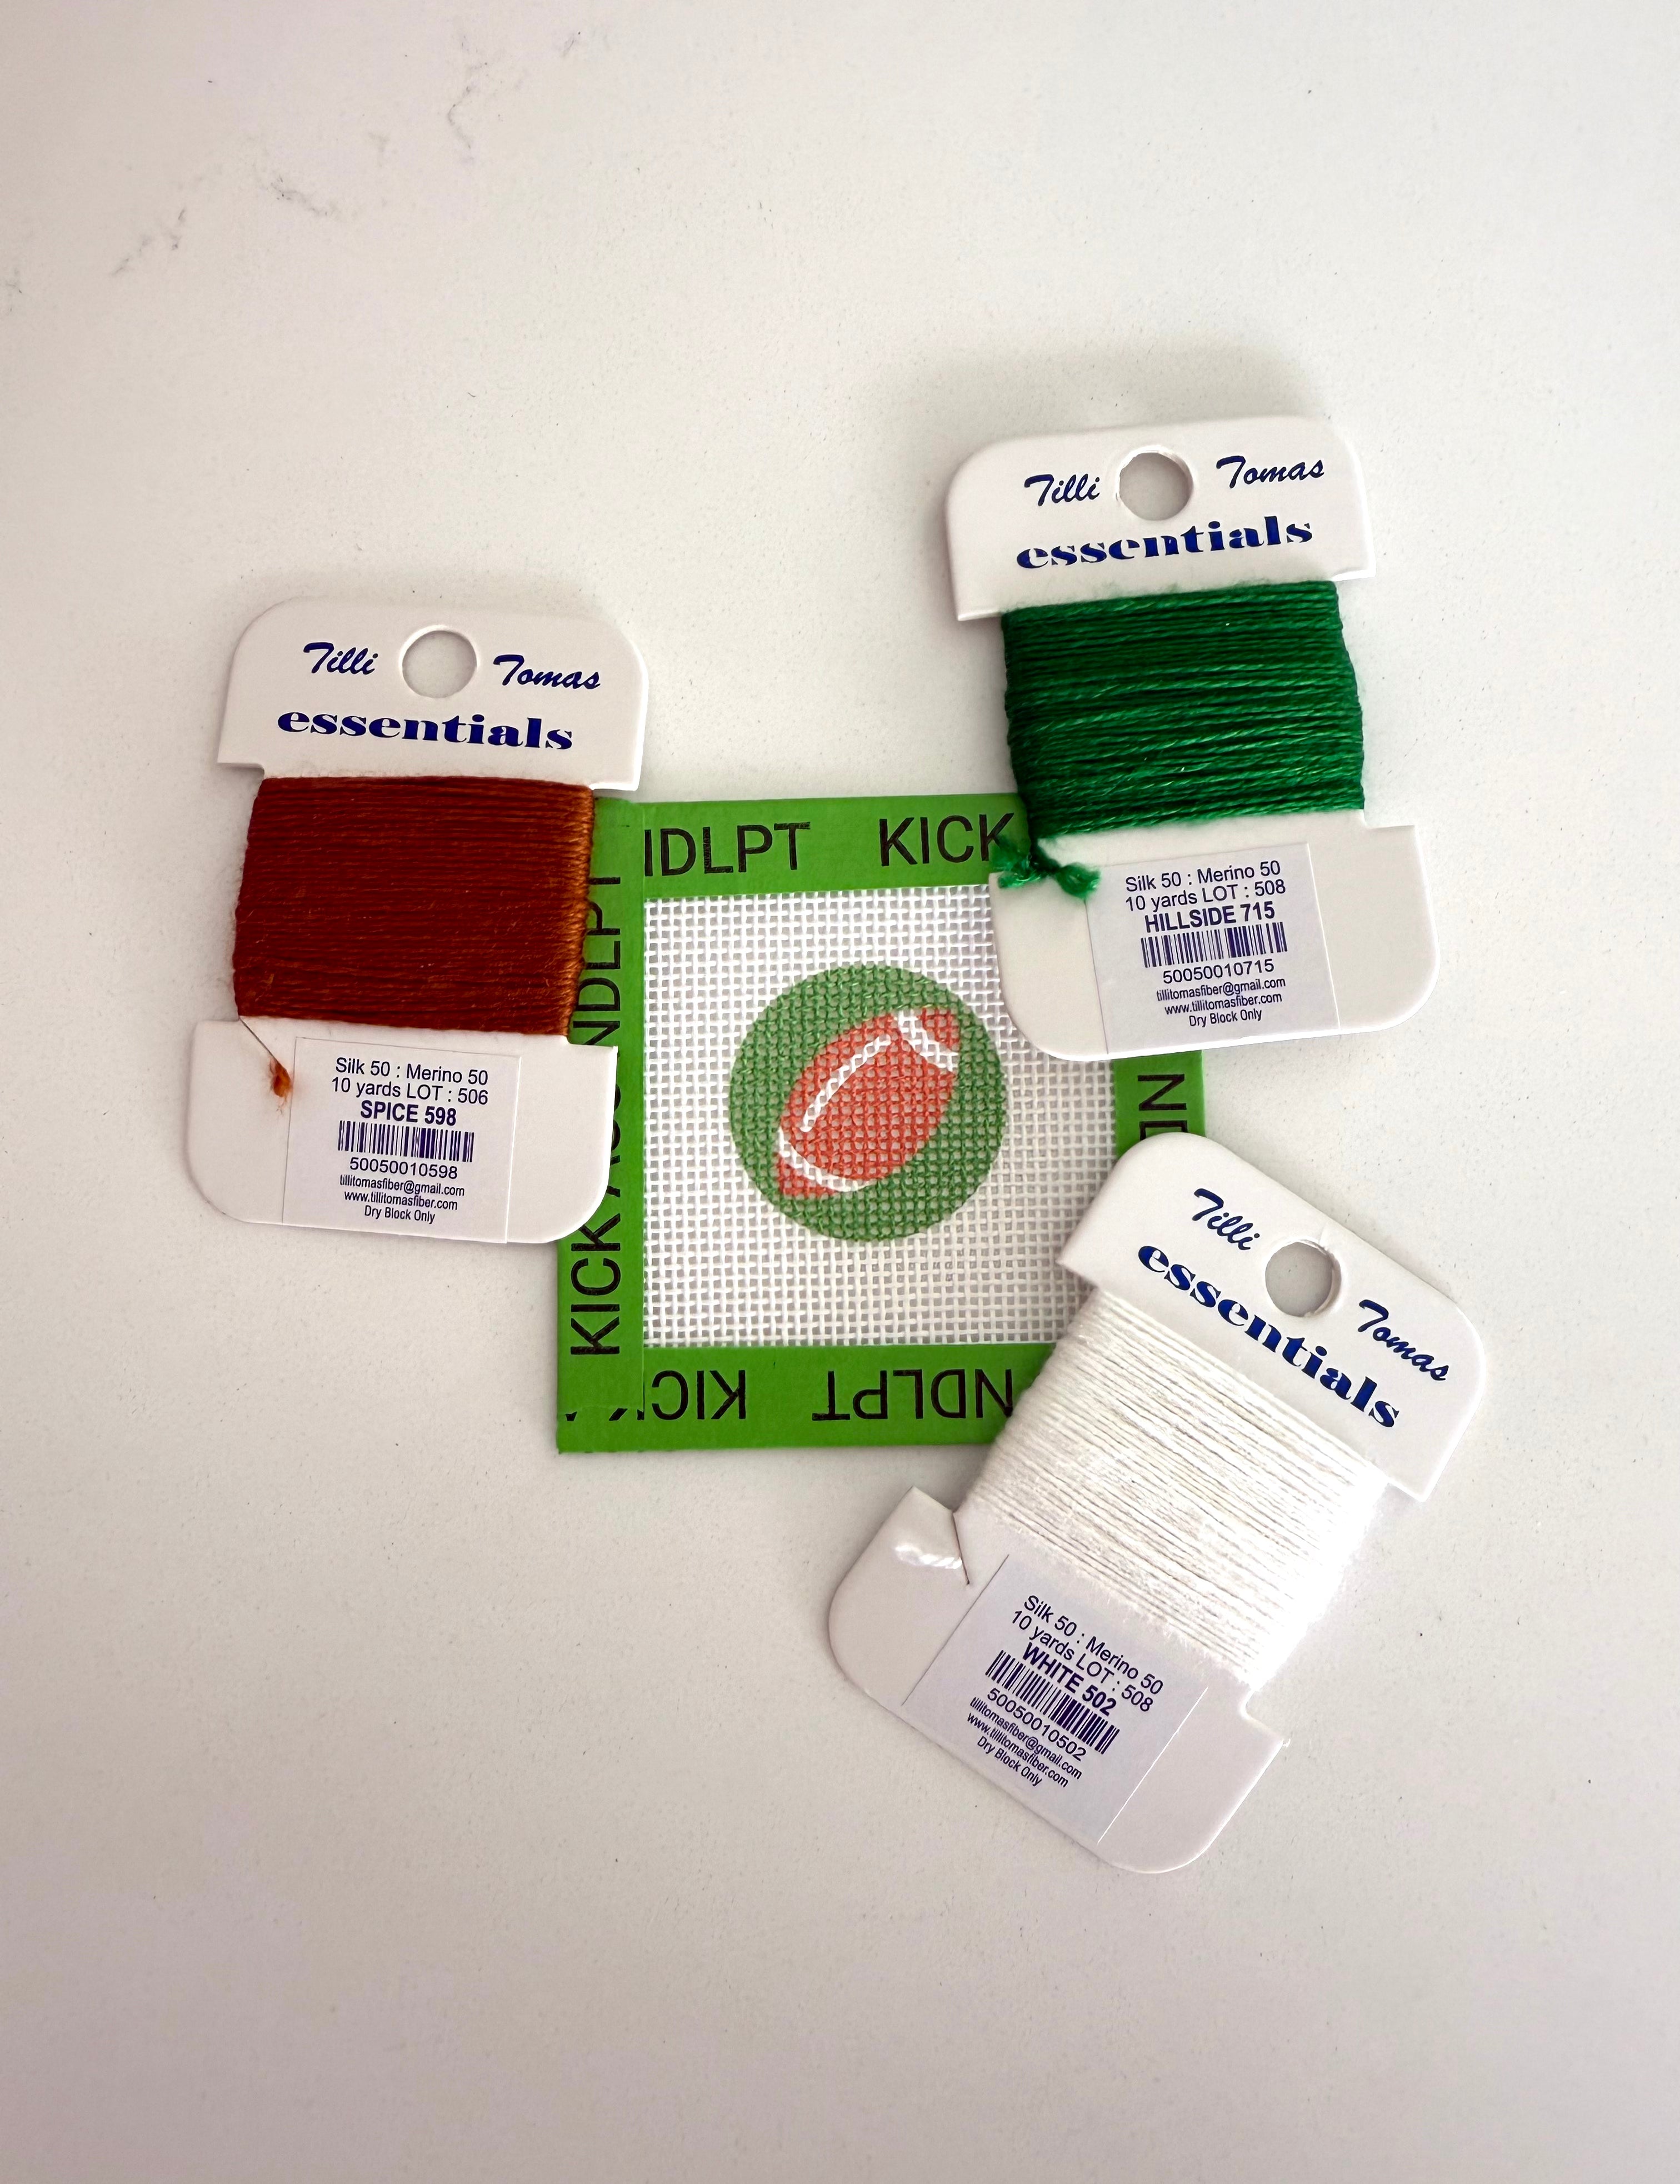 Tilli Tomas
essentials
Silk 50 : Merino 50
10 yards LOT : 508
HILLSIDE 715
50050010715
tillitomasfiber@gmail.com
www.tillitomasfiber.com
Dry Block Only
Tilli Tomas
essentials
Silk 50 : Merino 50
10 yards LOT : 506
SPICE 598
50050010598
tillitomasfiber@gmail.com
www.tillitomasfiber.com
Dry Block Only
NDLPT KICK
KICK NDLPT
NDLPT
Tilli Tomas
essentials
Silk 50 : Merino 50
10 yards LOT : 508
WHITE 502
50050010502
tillitomasfiber@gmail.com
www.tillitomasfiber.com
Dry Block Only